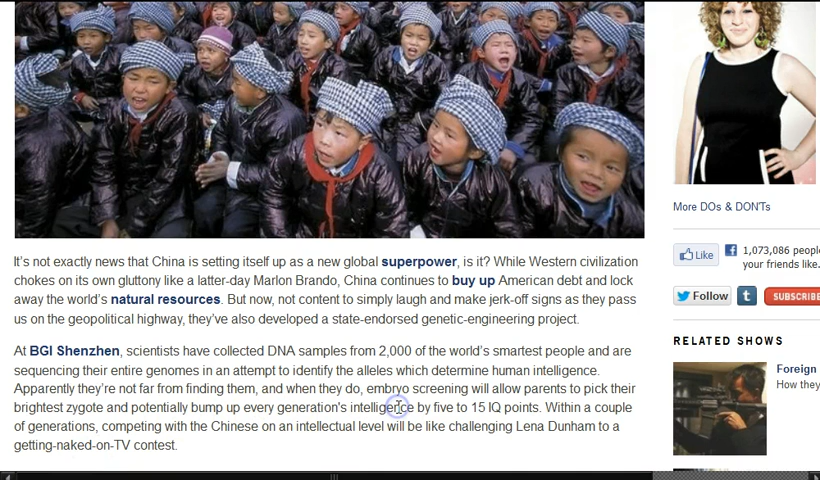 It's not exactly news that China is setting itself up as a new global superpower, is it? While Western civilization
chokes on its own gluttony like a latter-day Marlon Brando, China continues to buy up American debt and lock
away the world's natural resources. But now, not content to simply laugh and make jerk-off signs as they pass
us on the geopolitical highway, they've also developed a state-endorsed genetic-engineering project.
At BGI Shenzhen, scientists have collected DNA samples from 2,000 of the world's smartest people and are
sequencing their entire genomes in an attempt to identify the alleles which determine human intelligence.
Apparently they're not far from finding them, and when they do, embryo screening will allow parents to pick their
brightest zygote and potentially bump up every generation's intelligence by five to 15 IQ points. Within a couple
of generations, competing with the Chinese on an intellectual level will be like challenging Lena Dunham to a
getting-naked-on-TV contest.
More DOs & DON'Ts
Like
1,073,086 people
your friends like.
Follow
SUBSCRIBE
RELATED SHOWS
Foreign
How they